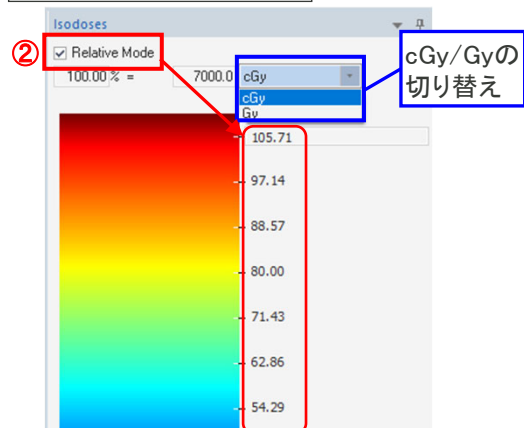 Isodoses
② Relative Mode
100.00 % = 7000.0 cGy
cGy
Gy
cGy/Gyの
切り替え
105.71
97.14
88.57
80.00
71.43
62.86
54.29